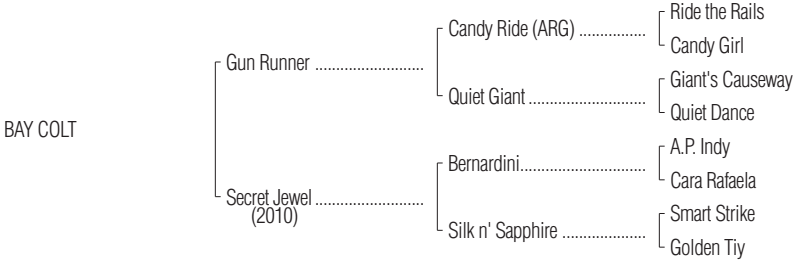 Ride the Rails
Candy Ride (ARG) ................
Candy Girl
Gun Runner ..........................
Giant's Causeway
Quiet Giant ............................
Quiet Dance
BAY COLT
A.P. Indy
Bernardini..............................
Cara Rafaela
Secret Jewel ..........................
(2010)
Smart Strike
Silk n' Sapphire ....................
Golden Tiy